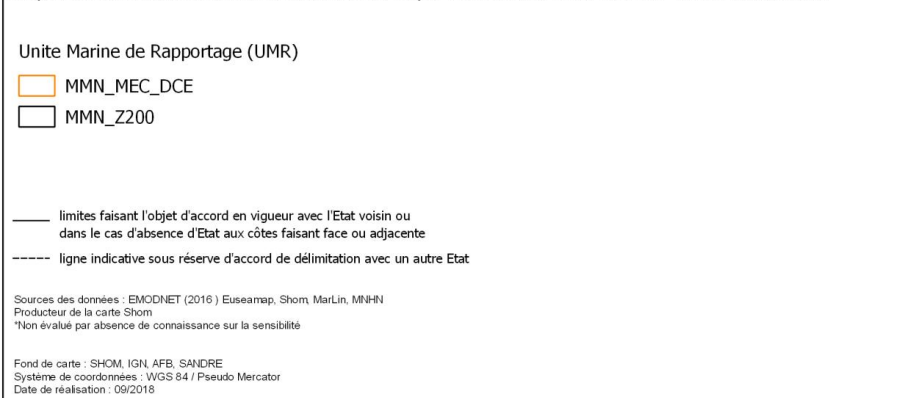 Unite Marine de Rapportage (UMR)
MMN_MEC_DCE
MMN_Z200
limites faisant l'objet d'accord en vigueur avec l'Etat voisin ou
dans le cas d'absence d'Etat aux côtes faisant face ou adjacente
ligne indicative sous réserve d'accord de délimitation avec un autre Etat
Sources des données : EMODNET (2016 ) Euseamap, Shom, MarLin, MNHN
Producteur de la carte Shom
*Non évalué par absence de connaissance sur la sensibilité
Fond de carte : SHOM, IGN, AFB, SANDRE
Système de coordonnées : WGS 84 / Pseudo Mercator
Date de réalisation : 09/2018